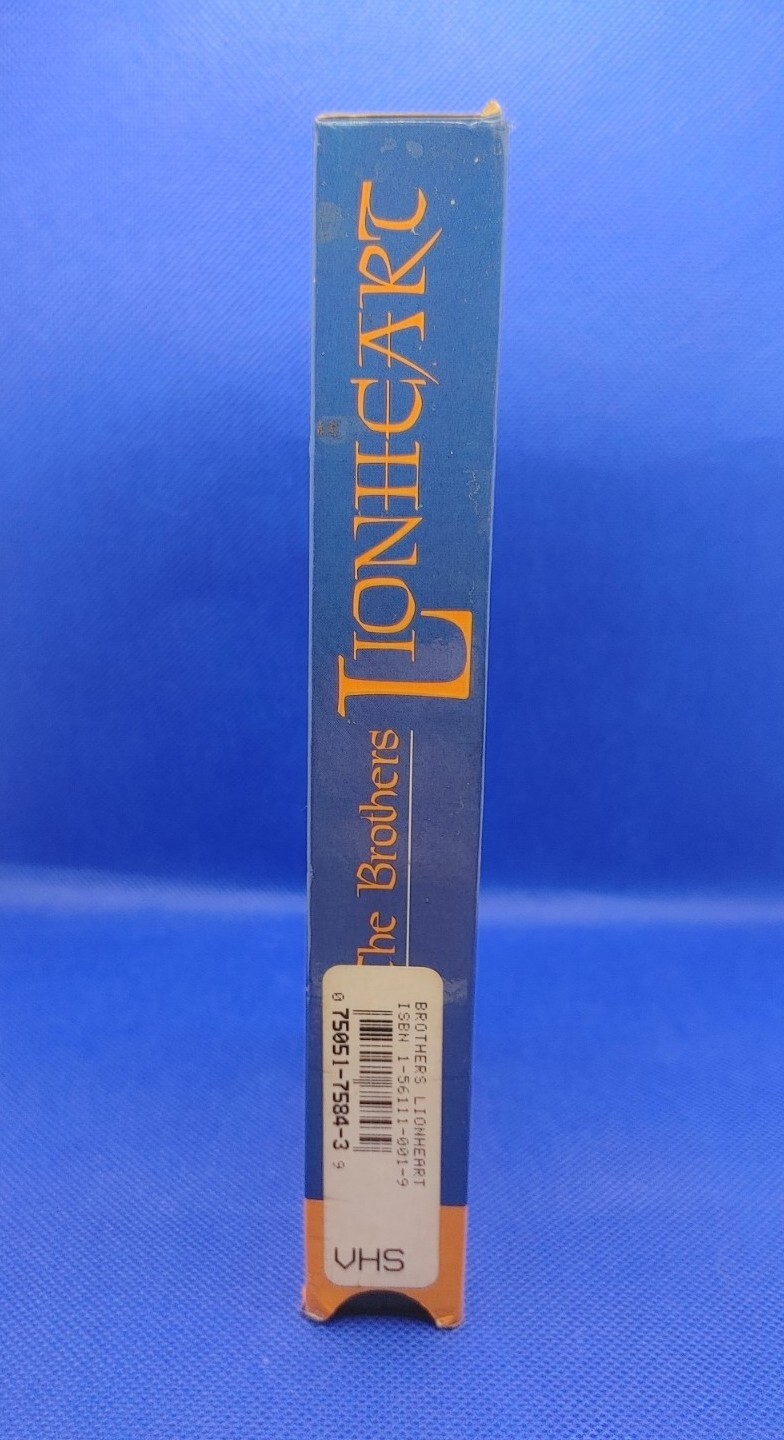 The Brothers
LIONHEART
BROTHERS LIONHEART
ISBN 1-56111-001-9
0 75051-7584-3 9
VHS